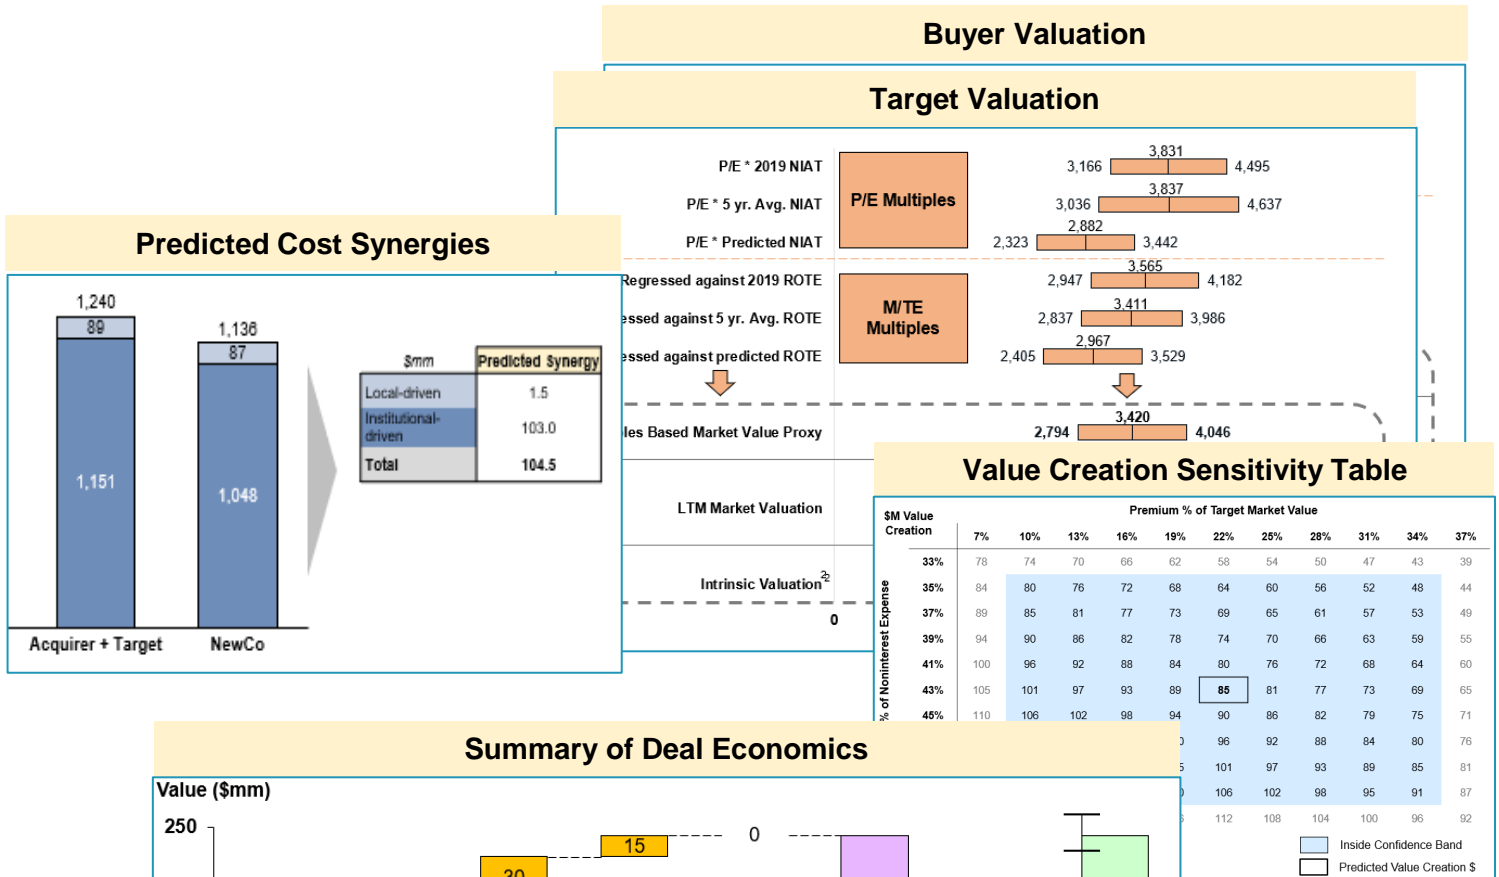 Buyer Valuation
Target Valuation
P/E * 2019 NIAT
P/E * 5 yr. Avg. NIAT
P/E * Predicted NIAT
P/E Multiples
3,166
3,831
4,495
3,036
3,837
4,637
2,323
2,882
3,442
Regressed against 2019 ROTE
essed against 5 yr. Avg. ROTE
essed against predicted ROTE
M/TE
Multiples
2,947
3,565
4,182
2,837
3,411
3,986
2,405
2,967
3,529
les Based Market Value Proxy
2,794
3,420
4,046
LTM Market Valuation
Intrinsic Valuation
0
Predicted Cost Synergies
1,240
89
1,151
Acquirer + Target
1,136
87
1,048
NewCo
$mm Predicted Synergy
Local-driven 1.5
Institutional-
driven 103.0
Total 104.5
Value Creation Sensitivity Table
$M Value
Creation
Premium % of Target Market Value
7% 10% 13% 16% 19% 22% 25% 28% 31% 34% 37%
% of Noninterest Expense
33% 78 74 70 66 62 58 54 50 47 43 39
35% 84 80 76 72 68 64 60 56 52 48 44
37% 89 85 81 77 73 69 65 61 57 53 49
39% 94 90 86 82 78 74 70 66 63 59 55
41% 100 96 92 88 84 80 76 72 68 64 60
43% 105 101 97 93 89 85 81 77 73 69 65
45% 110 106 102 98 94 90 86 82 79 75 71
96 92 88 84 80 76
101 97 93 89 85 81
106 102 98 95 91 87
112 108 104 100 96 92
Inside Confidence Band
Predicted Value Creation $
Summary of Deal Economics
Value ($mm)
250
30
15
0